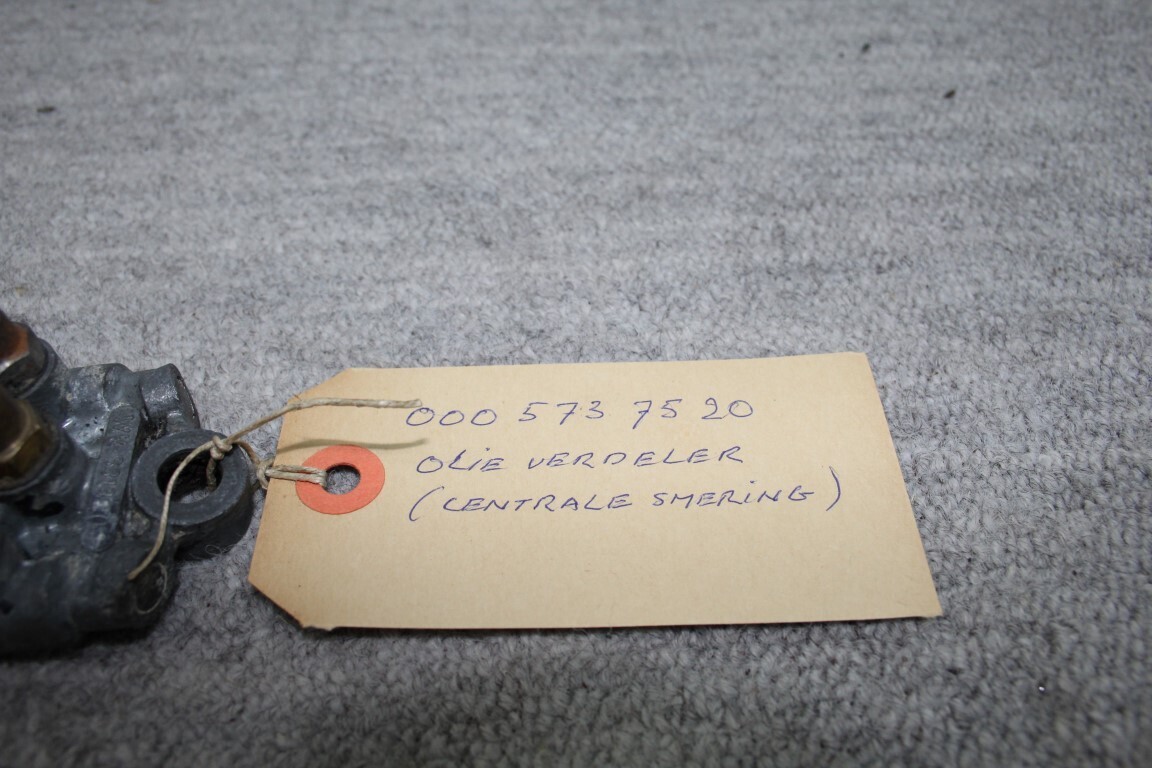 000 573 75 20
OLIE VERDELER
(CENTRALE SMERING)